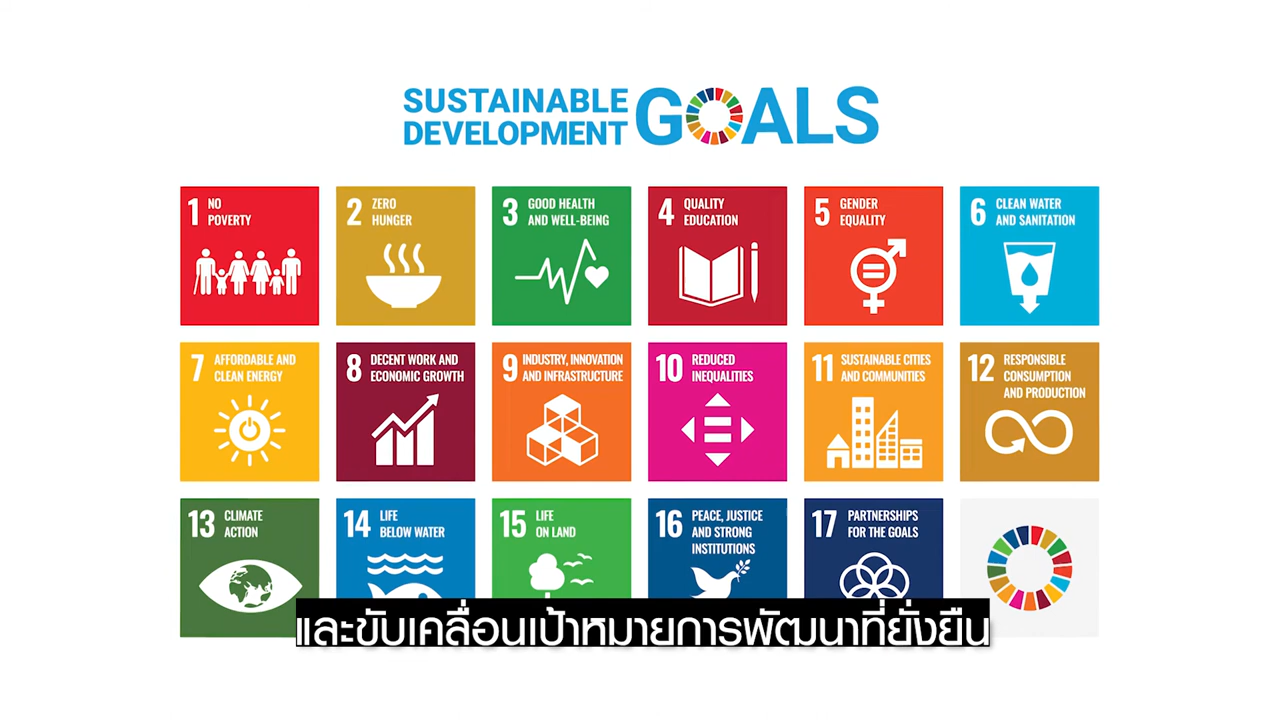 SUSTAINABLE
DEVELOPMENT
GOALS
1 NO
POVERTY
2 ZERO
HUNGER
3 GOOD HEALTH
AND WELL-BEING
4 QUALITY
EDUCATION
5 GENDER
EQUALITY
6 CLEAN WATER
AND SANITATION
7 AFFORDABLE AND
CLEAN ENERGY
8 DECENT WORK AND
ECONOMIC GROWTH
9 INDUSTRY, INNOVATION
AND INFRASTRUCTURE
10 REDUCED
INEQUALITIES
11 SUSTAINABLE CITIES
AND COMMUNITIES
12 RESPONSIBLE
CONSUMPTION
AND PRODUCTION
13 CLIMATE
ACTION
14 LIFE
BELOW WATER
15 LIFE
ON LAND
16 PEACE, JUSTICE
AND STRONG
INSTITUTIONS
17 PARTNERSHIPS
FOR THE GOALS
และขับเคลื่อนเป้าหมายการพัฒนาที่ยั่งยืน